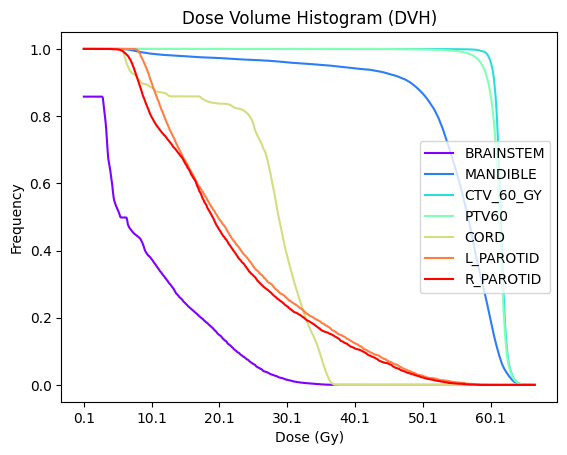 Dose Volume Histogram (DVH)
1.0
0.8
0.6
0.4
0.2
0.0
Frequency
BRAINSTEM
MANDIBLE
CTV_60_GY
PTV60
CORD
L_PAROTID
R_PAROTID
0.1 10.1 20.1 30.1 40.1 50.1 60.1
Dose (Gy)